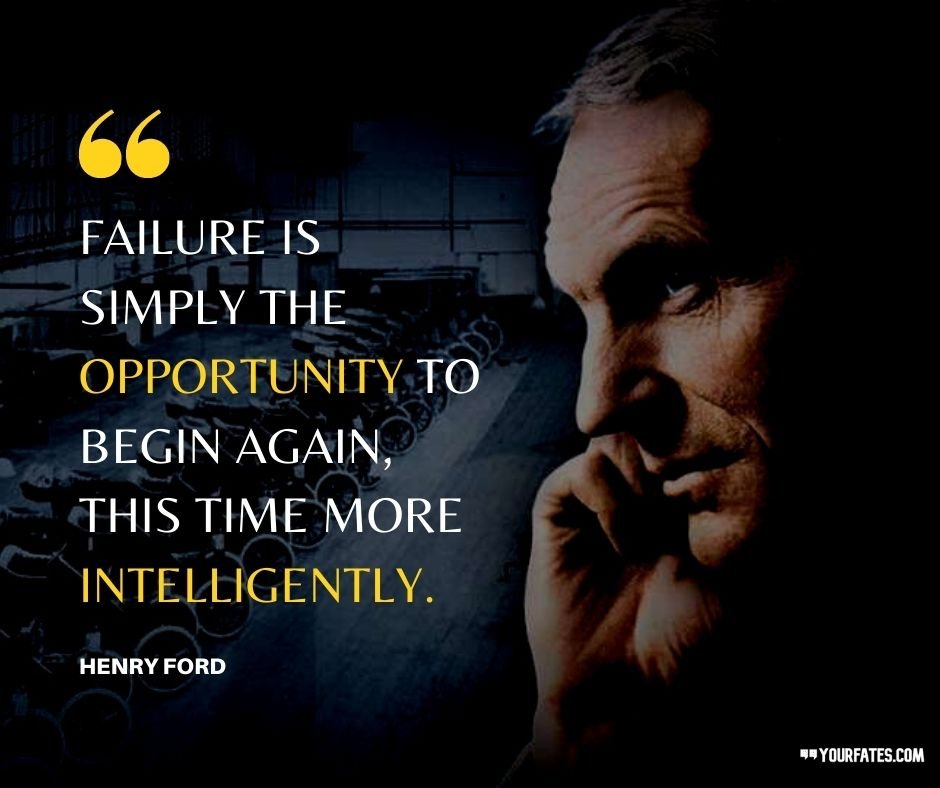 FAILURE IS
SIMPLY THE
OPPORTUNITY TO
BEGIN AGAIN,
THIS TIME MORE
INTELLIGENTLY.
HENRY FORD
YOURFATES.COM